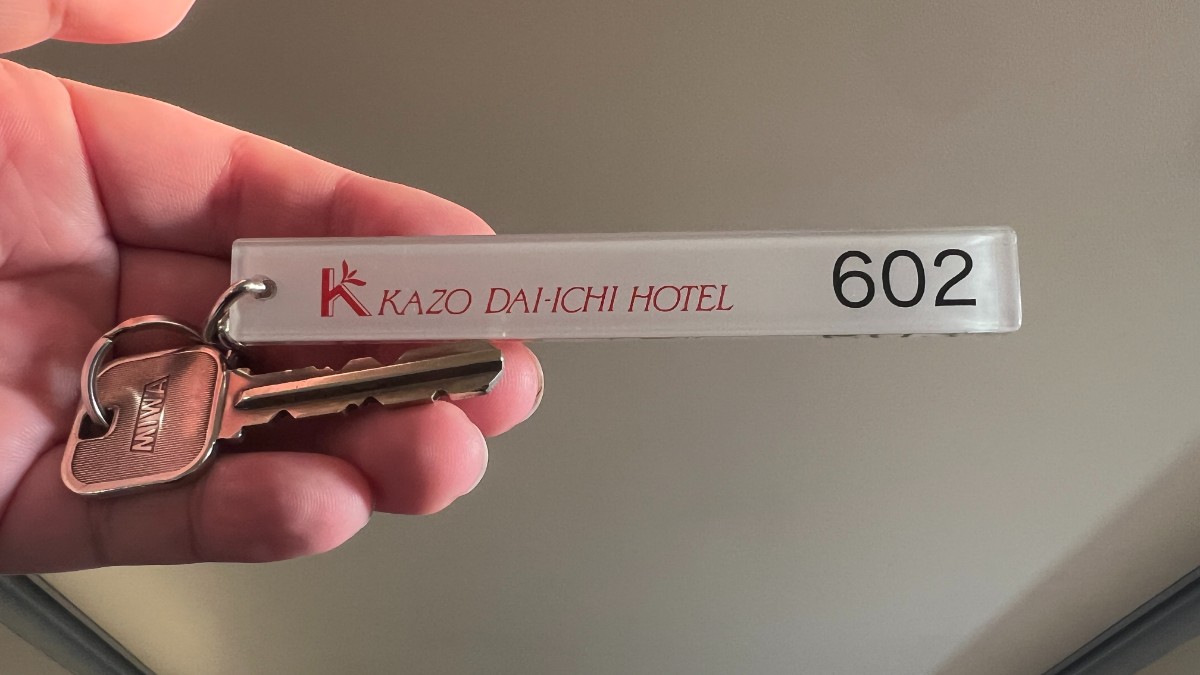 K KAZO DAI-ICHI HOTEL 602
MIWA